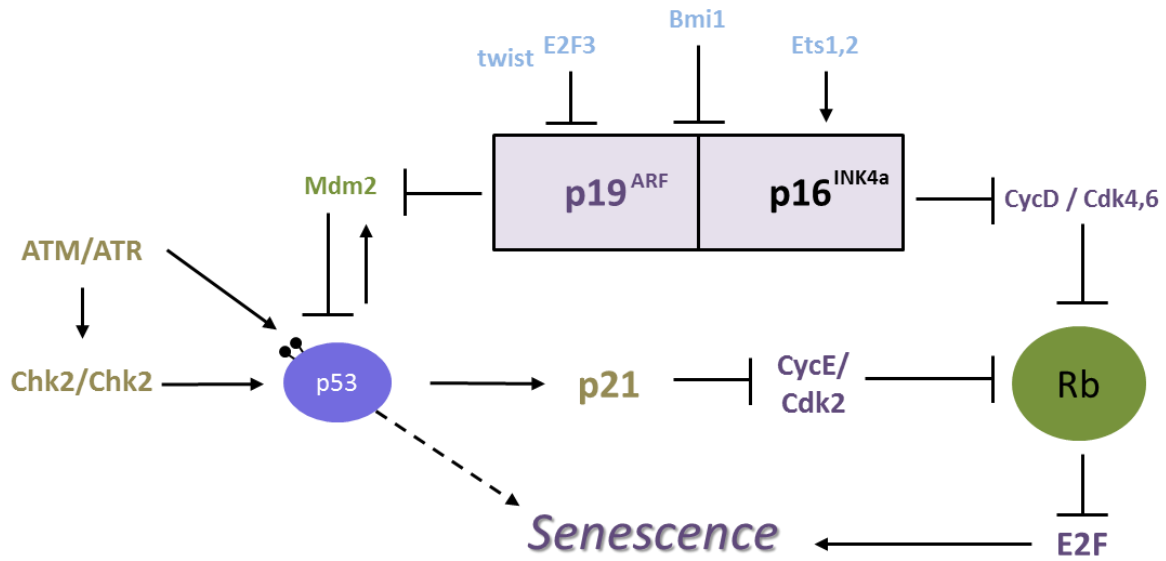 Bmi1
twist E2F3
Ets1,2
p19ARF
p16INK4a
Mdm2
CycD / Cdk4,6
ATM/ATR
Chk2/Chk2
p53
p21
CycE/
Cdk2
Rb
Senescence
E2F